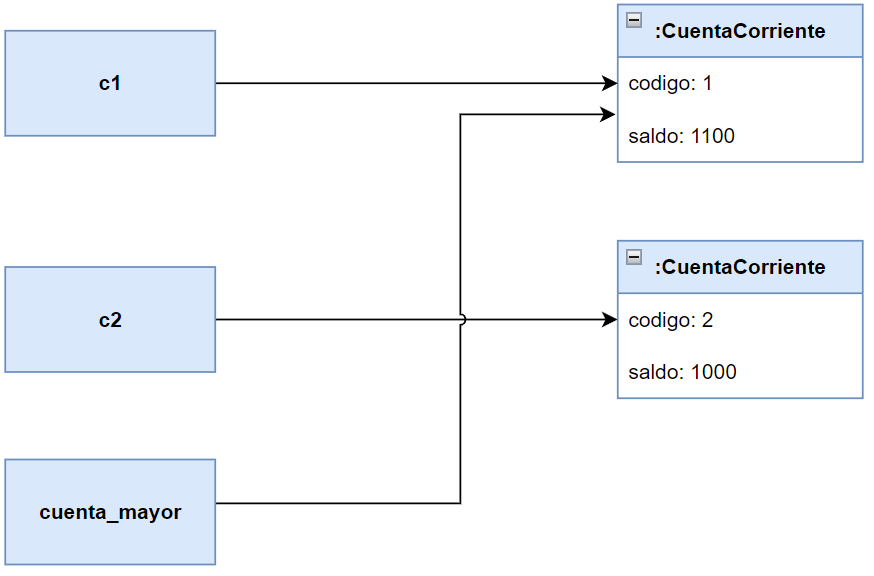 c1
:CuentaCorriente
codigo: 1
saldo: 1100
c2
:CuentaCorriente
codigo: 2
saldo: 1000
cuenta_mayor